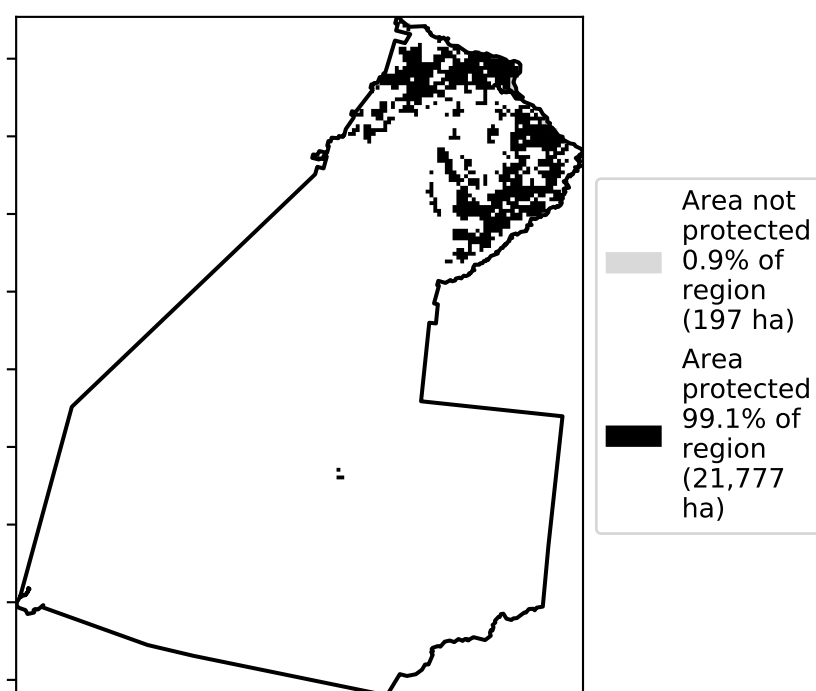 Area not
protected
0.9% of
region
(197 ha)
Area
protected
99.1% of
region
(21,777
ha)